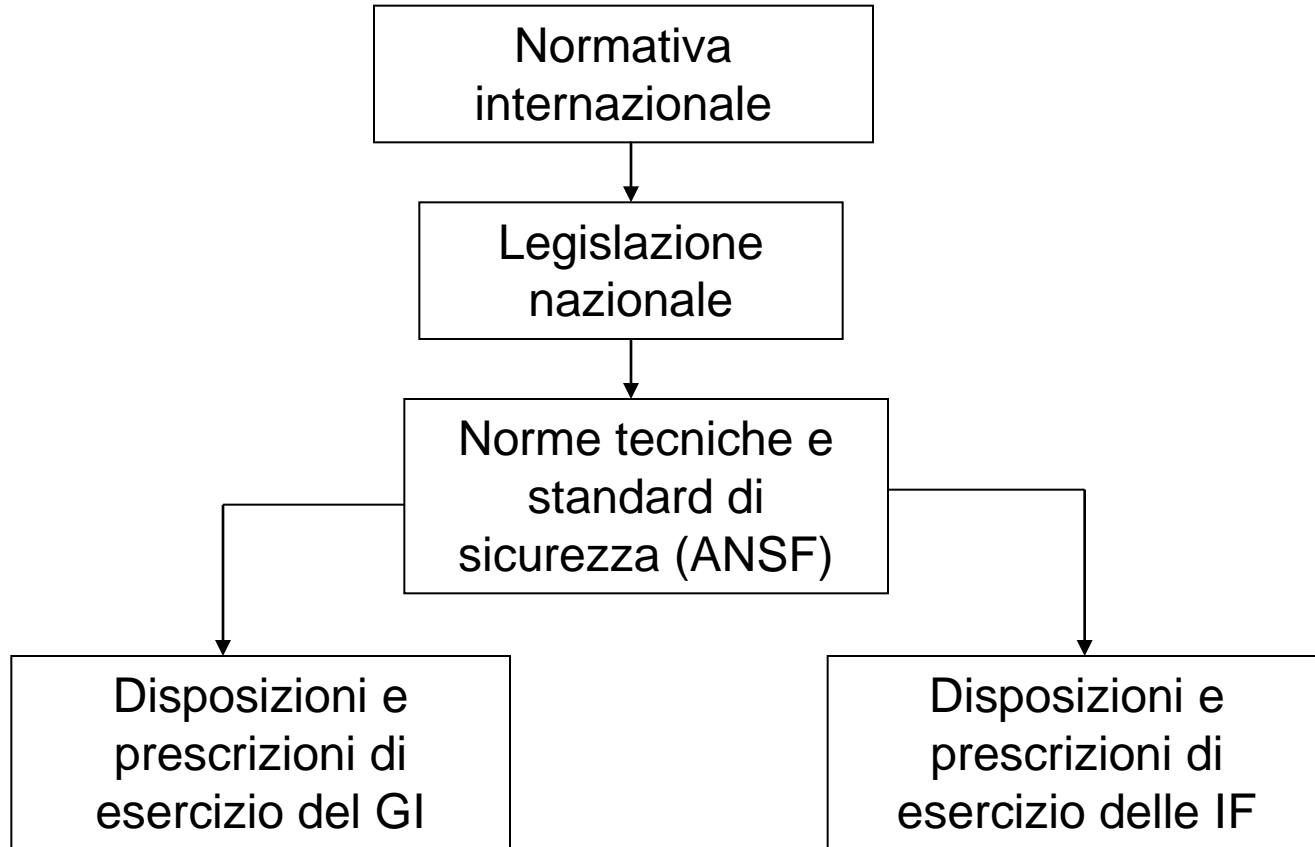 Normativa
internazionale
Legislazione
nazionale
Norme tecniche e
standard di
sicurezza (ANSF)
Disposizioni e
prescrizioni di
esercizio del GI
Disposizioni e
prescrizioni di
esercizio delle IF